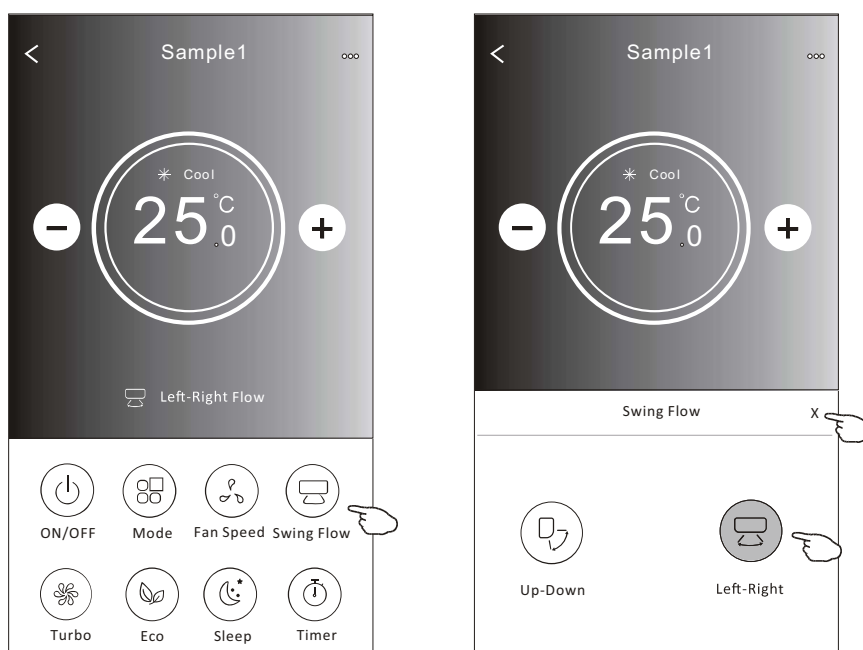 Sample1
Cool
25.0°C
Left-Right Flow
ON/OFF Mode Fan Speed Swing Flow
Turbo Eco Sleep Timer
Sample1
Cool
25.0°C
Swing Flow X
Up-Down Left-Right